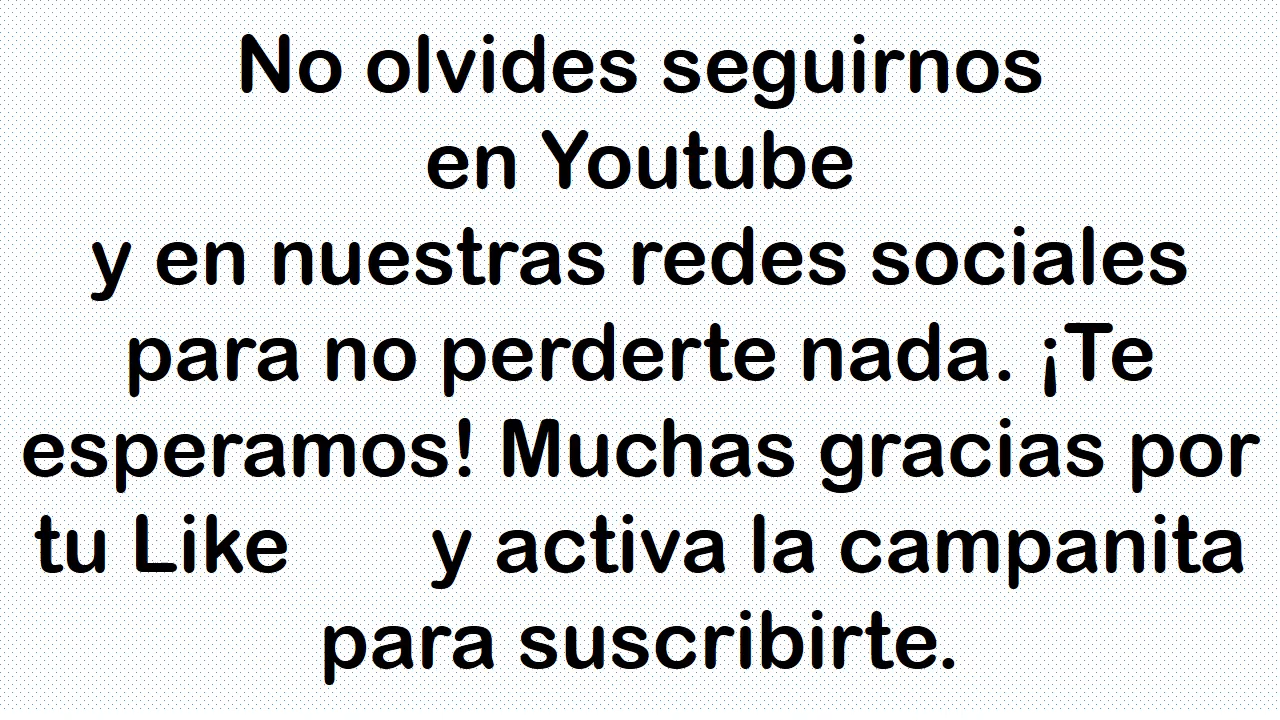 No olvides seguirnos
en Youtube
y en nuestras redes sociales
para no perderte nada. ¡Te
esperamos! Muchas gracias por
tu Like y activa la campanita
para suscribirte.